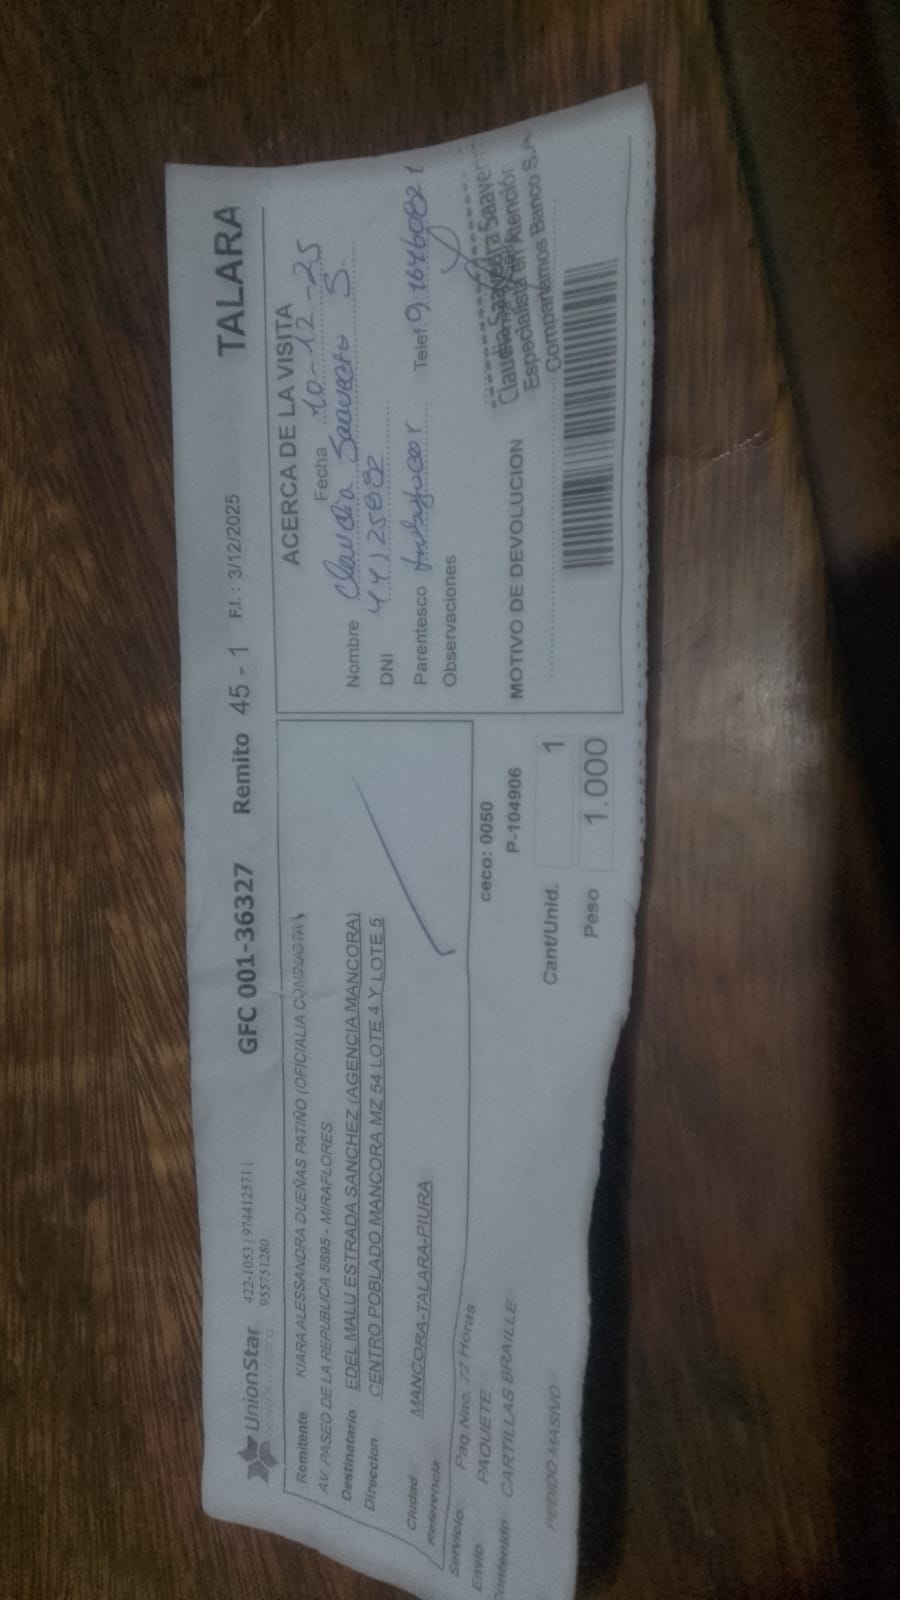 UnionStar 422-1053 | 974412571 |
955751280
GFC 001-36327 Remito 45 - 1 F.I. : 3/12/2025 TALARA
Remitente KIARA ALESSANDRA DUEÑAS PATIÑO (OFICIALIA CONDUCTA)
AV. PASEO DE LA REPUBLICA 5895 - MIRAFLORES
Destinatario EDEL MALU ESTRADA SANCHEZ (AGENCIA MANCORA)
Direccion CENTRO POBLADO MANCORA MZ 54 LOTE 4 Y LOTE 5
Ciudad MANCORA-TALARA-PIURA
Referencia
Servicio Paq Nac. 72 Horas
Envio PAQUETE
Contenido CARTILLAS BRAILLE
PEDIDO MASIVO
ceco: 0050
P-104906
Cant/Unid. 1
Peso 1.000
ACERCA DE LA VISITA
Fecha 10-12-25
Nombre Claudia Saavedra S.
DNI
Parentesco Telef.
Observaciones
MOTIVO DE DEVOLUCION
Claudia Saavedra
Especialista en Atención
Compartamos Banco S.A